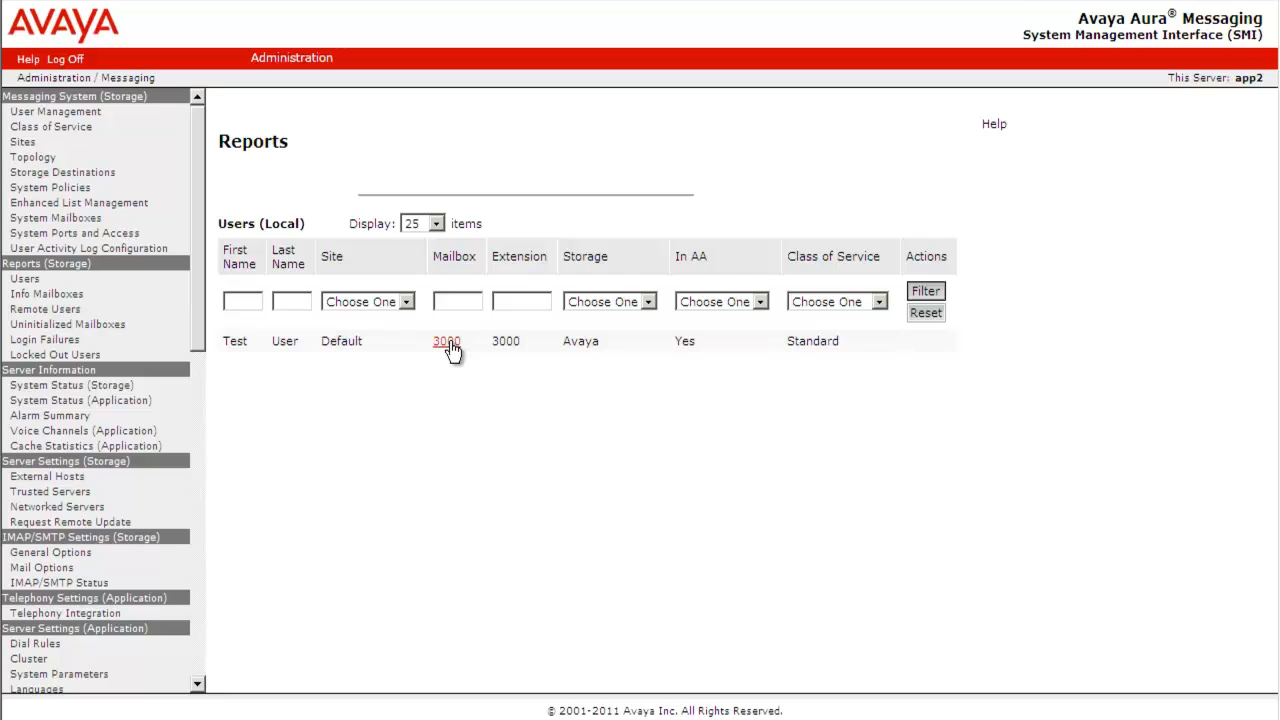 AVAYA
Avaya Aura® Messaging
System Management Interface (SMI)
Help Log Off
Administration
Administration / Messaging
This Server: app2
Messaging System (Storage)
User Management
Class of Service
Sites
Topology
Storage Destinations
System Policies
Enhanced List Management
System Mailboxes
System Ports and Access
User Activity Log Configuration
Reports (Storage)
Users
Info Mailboxes
Remote Users
Uninitialized Mailboxes
Login Failures
Locked Out Users
Server Information
System Status (Storage)
System Status (Application)
Alarm Summary
Voice Channels (Application)
Cache Statistics (Application)
Server Settings (Storage)
External Hosts
Trusted Servers
Networked Servers
Request Remote Update
IMAP/SMTP Settings (Storage)
General Options
Mail Options
IMAP/SMTP Status
Telephony Settings (Application)
Telephony Integration
Server Settings (Application)
Dial Rules
Cluster
System Parameters
Languages
Help
Reports
Users (Local) Display: 25 items
First Name Last Name Site Mailbox Extension Storage In AA Class of Service Actions
Choose One Choose One Choose One Choose One Filter
Reset
Test User Default 3000 3000 Avaya Yes Standard
© 2001-2011 Avaya Inc. All Rights Reserved.